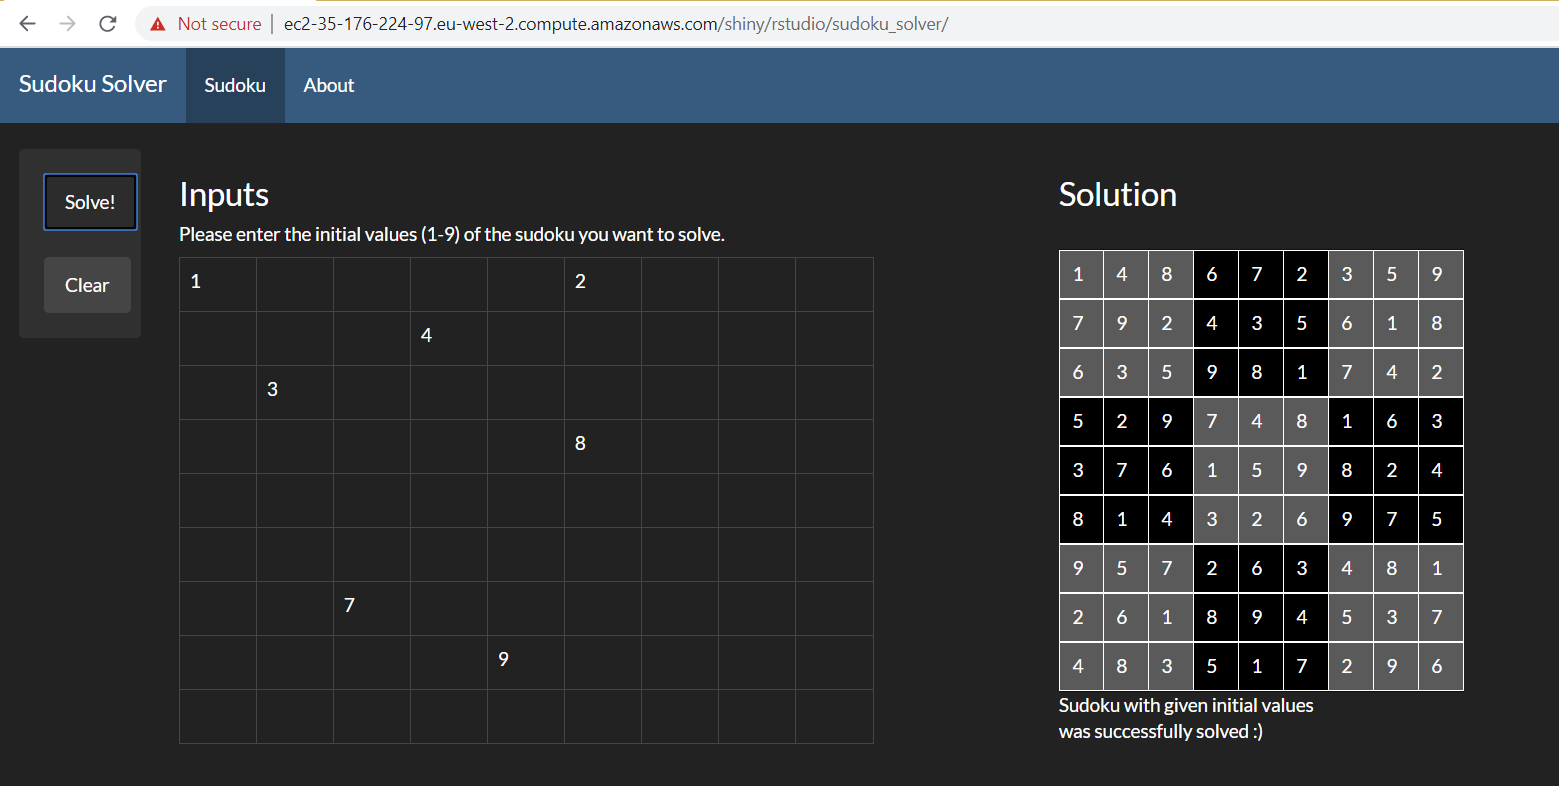 Not secure | ec2-35-176-224-97.eu-west-2.compute.amazonaws.com/shiny/rstudio/sudoku_solver/
Sudoku Solver Sudoku About
Solve!
Clear
Inputs
Please enter the initial values (1-9) of the sudoku you want to solve.
1 2
4
3
8
7
9
Solution
1 4 8 6 7 2 3 5 9
7 9 2 4 3 5 6 1 8
6 3 5 9 8 1 7 4 2
5 2 9 7 4 8 1 6 3
3 7 6 1 5 9 8 2 4
8 1 4 3 2 6 9 7 5
9 5 7 2 6 3 4 8 1
2 6 1 8 9 4 5 3 7
4 8 3 5 1 7 2 9 6
Sudoku with given initial values
was successfully solved :)